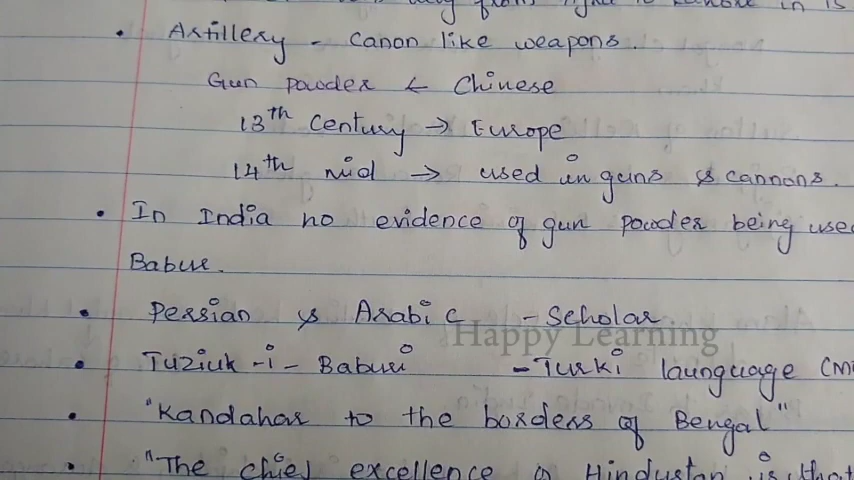 Artillery - canon like weapons.
Gun powder ← Chinese
13th Century → Europe
14th mid → used in guns & cannons.
In India no evidence of gun powder being use
Babur.
Persian & Arabic - Scholar
Happy Learning
Tuziuk-i-Baburi - Turki launguage
"Kandahar to the borders of Bengal"
"The chief excellence of Hindustan is that